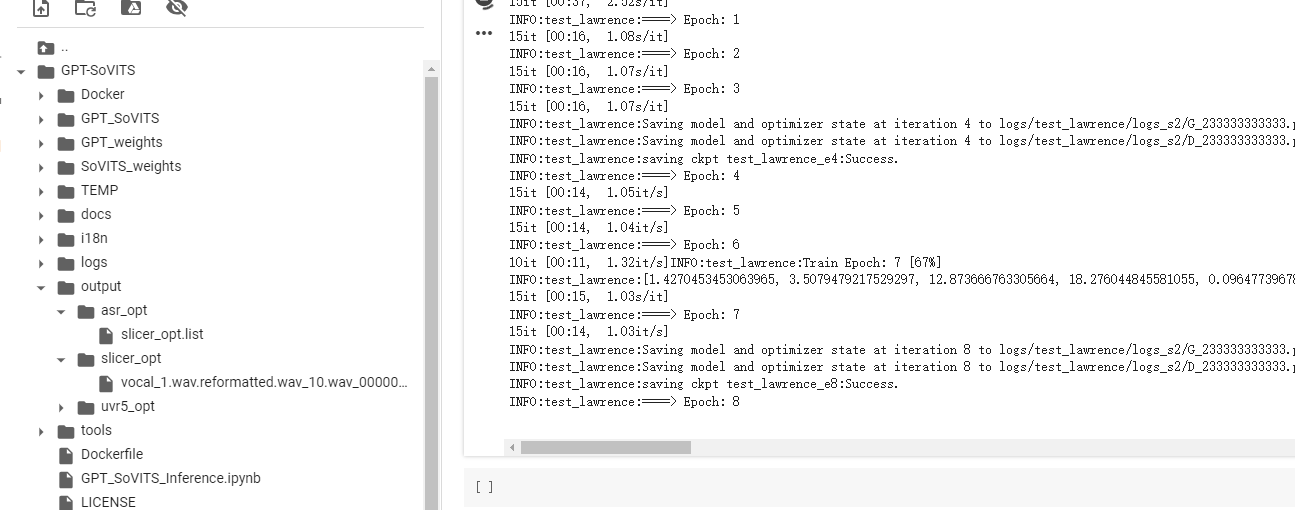 ..
GPT-SoVITS
Docker
GPT_SoVITS
GPT_weights
SoVITS_weights
TEMP
docs
i18n
logs
output
asr_opt
slicer_opt.list
slicer_opt
vocal_1.wav.reformatted.wav_10.wav_00000...
uvr5_opt
tools
Dockerfile
GPT_SoVITS_Inference.ipynb
LICENSE
15it [00:37, 2.52s/it]
INFO:test_lawrence:====> Epoch: 1
15it [00:16, 1.08s/it]
INFO:test_lawrence:====> Epoch: 2
15it [00:16, 1.07s/it]
INFO:test_lawrence:====> Epoch: 3
15it [00:16, 1.07s/it]
INFO:test_lawrence:Saving model and optimizer state at iteration 4 to logs/test_lawrence/logs_s2/G_233333333333.p
INFO:test_lawrence:Saving model and optimizer state at iteration 4 to logs/test_lawrence/logs_s2/D_233333333333.p
INFO:test_lawrence:saving ckpt test_lawrence_e4:Success.
INFO:test_lawrence:====> Epoch: 4
15it [00:14, 1.05it/s]
INFO:test_lawrence:====> Epoch: 5
15it [00:14, 1.04it/s]
INFO:test_lawrence:====> Epoch: 6
10it [00:11, 1.32it/s]INFO:test_lawrence:Train Epoch: 7 [67%]
INFO:test_lawrence:[1.4270453453063965, 3.5079479217529297, 12.873666763305664, 18.276044845581055, 0.0964773967
15it [00:15, 1.03s/it]
INFO:test_lawrence:====> Epoch: 7
15it [00:14, 1.03it/s]
INFO:test_lawrence:Saving model and optimizer state at iteration 8 to logs/test_lawrence/logs_s2/G_233333333333.p
INFO:test_lawrence:Saving model and optimizer state at iteration 8 to logs/test_lawrence/logs_s2/D_233333333333.p
INFO:test_lawrence:saving ckpt test_lawrence_e8:Success.
INFO:test_lawrence:====> Epoch: 8
[ ]